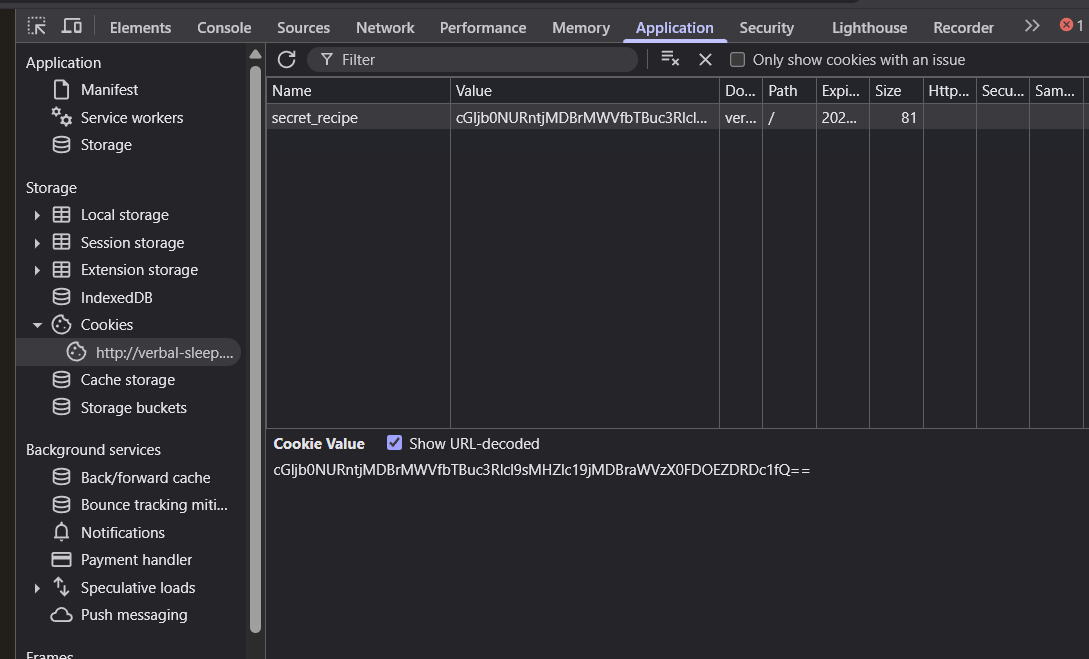 Elements Console Sources Network Performance Memory Application Security Lighthouse Recorder 1
Application
Manifest
Service workers
Storage
Storage
Local storage
Session storage
Extension storage
IndexedDB
Cookies
http://verbal-sleep....
Cache storage
Storage buckets
Background services
Back/forward cache
Bounce tracking miti...
Notifications
Payment handler
Speculative loads
Push messaging
Frames
Filter Only show cookies with an issue
Name Value Do... Path Expi... Size Http... Secu... Sam...
secret_recipe cGljb0NURntjMDBrMWVfbTBuc3Rlcl... ver... / 202... 81
Cookie Value Show URL-decoded
cGljb0NURntjMDBrMWVfbTBuc3Rlcl9sMHZlc19jMDBraWVzX0FDOEZDRDc1fQ==